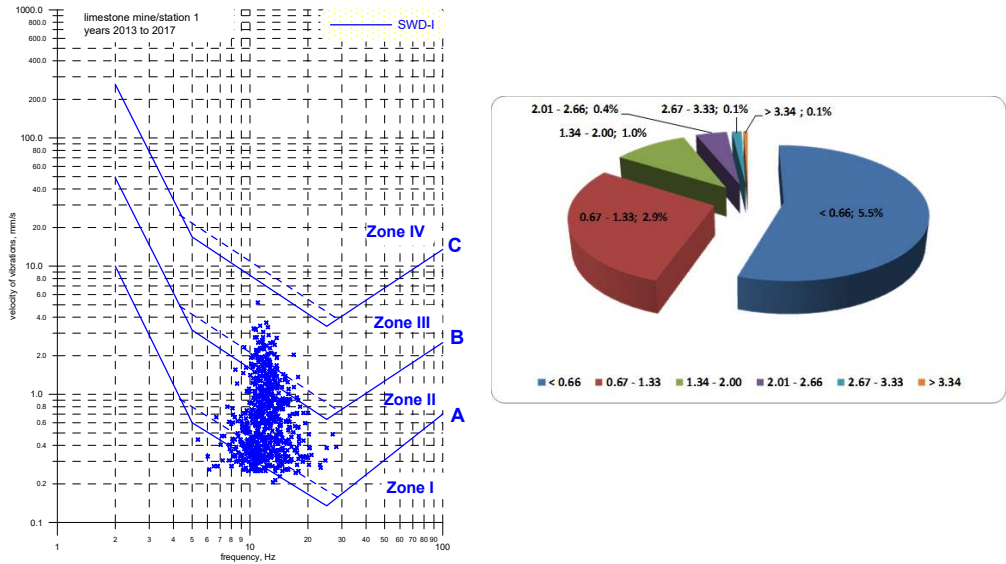 limestone mine/station 1
years 2013 to 2017
SWD-I
1000.0
800.0
600.0
400.0
200.0
100.0
80.0
60.0
40.0
20.0
10.0
8.0
6.0
4.0
2.0
1.0
0.8
0.6
0.4
0.2
0.1
velocity of vibrations, mm/s
Zone IV
C
Zone III
B
Zone II
A
Zone I
2 3 4 5 6 7 8 9 20 30 40 50 60 70 80 90
1 10 100
frequency, Hz
2.01 - 2.66; 0.4%
2.67 - 3.33; 0.1%
> 3.34 ; 0.1%
1.34 - 2.00; 1.0%
0.67 - 1.33; 2.9%
< 0.66; 5.5%
< 0.66 0.67 - 1.33 1.34 - 2.00 2.01 - 2.66 2.67 - 3.33 > 3.34